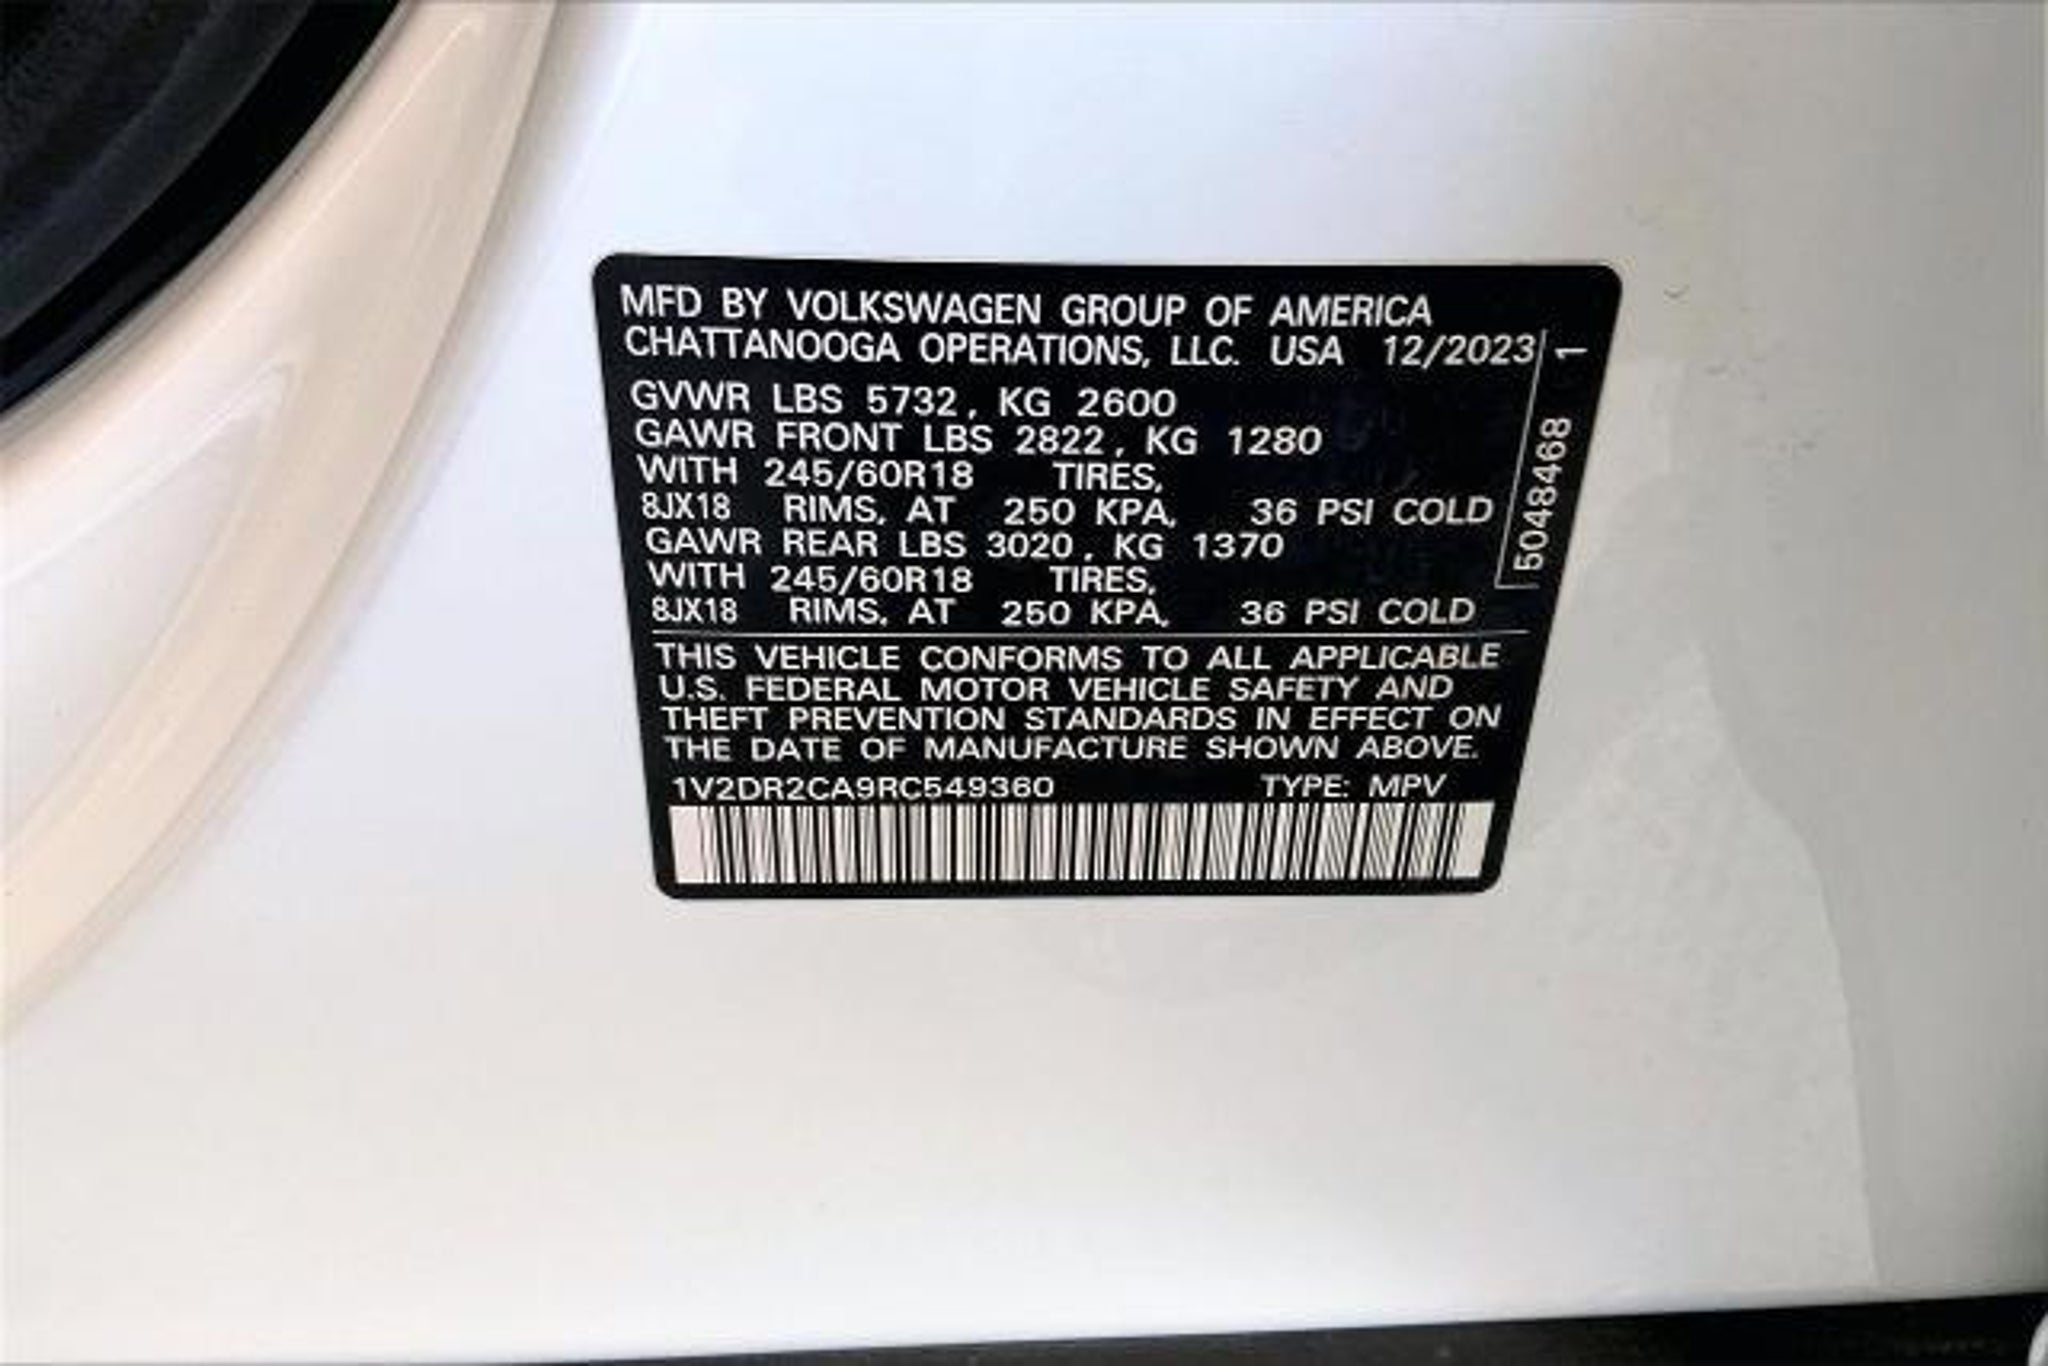 MFD BY VOLKSWAGEN GROUP OF AMERICA
CHATTANOOGA OPERATIONS, LLC. USA 12/2023
GVWR LBS 5732, KG 2600
GAWR FRONT LBS 2822, KG 1280
WITH 245/60R18 TIRES,
8JX18 RIMS, AT 250 KPA, 36 PSI COLD
GAWR REAR LBS 3020, KG 1370
WITH 245/60R18 TIRES,
8JX18 RIMS, AT 250 KPA, 36 PSI COLD
THIS VEHICLE CONFORMS TO ALL APPLICABLE
U.S. FEDERAL MOTOR VEHICLE SAFETY AND
THEFT PREVENTION STANDARDS IN EFFECT ON
THE DATE OF MANUFACTURE SHOWN ABOVE.
1V2DR2CA9RC549360 TYPE: MPV
5048468 1